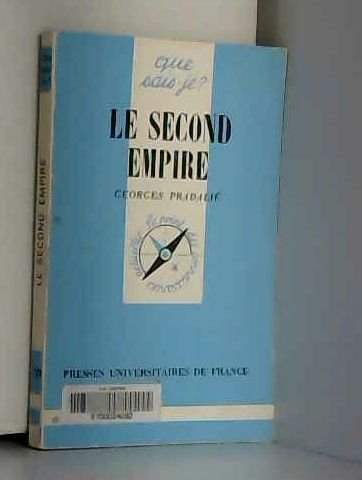 que
sais-je?
LE SECOND
EMPIRE
GEORGES PRADALIÉ
le point des connaissances actuelles
PRESSES UNIVERSITAIRES DE FRANCE
LE SECOND EMPIRE